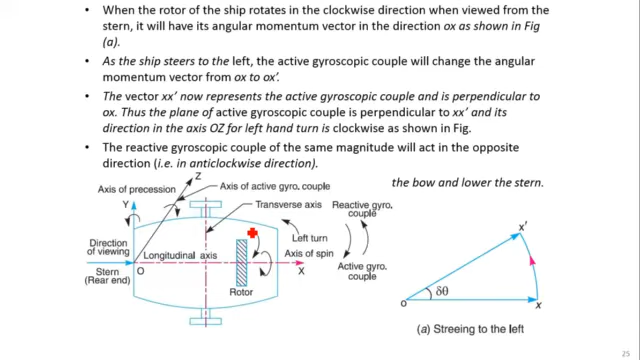 • When the rotor of the ship rotates in the clockwise direction when viewed from the
stern, it will have its angular momentum vector in the direction ox as shown in Fig
(a).
• As the ship steers to the left, the active gyroscopic couple will change the angular
momentum vector from ox to ox'.
• The vector xx' now represents the active gyroscopic couple and is perpendicular to
ox. Thus the plane of active gyroscopic couple is perpendicular to xx' and its
direction in the axis OZ for left hand turn is clockwise as shown in Fig.
• The reactive gyroscopic couple of the same magnitude will act in the opposite
direction (i.e. in anticlockwise direction).
the bow and lower the stern.
Z
Axis of precession
Axis of active gyro. couple
Y
Transverse axis
Reactive gyro.
couple
Direction
of viewing
Left turn
Longitudinal axis
Axis of spin
Stern
(Rear end)
O
X
Rotor
Active gyro.
couple
x'
δθ
o
x
(a) Streeing to the left
25